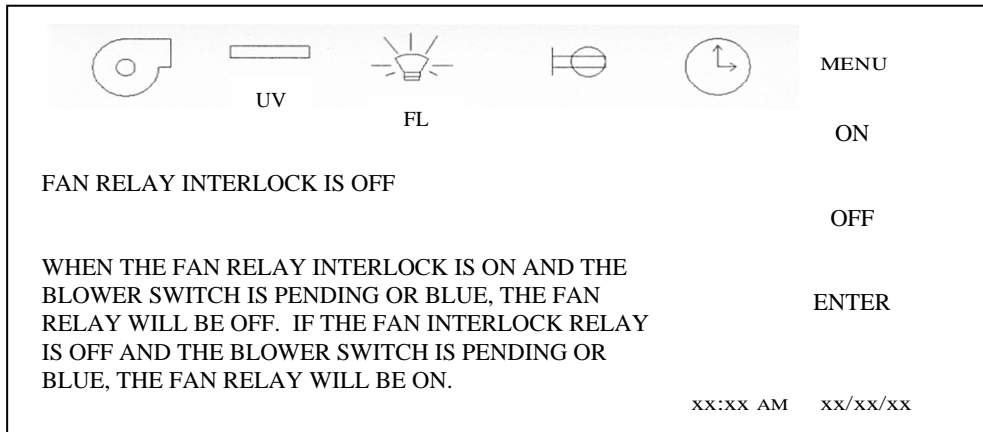 UV
FL
MENU
ON
OFF
ENTER
FAN RELAY INTERLOCK IS OFF
WHEN THE FAN RELAY INTERLOCK IS ON AND THE
BLOWER SWITCH IS PENDING OR BLUE, THE FAN
RELAY WILL BE OFF.  IF THE FAN INTERLOCK RELAY
IS OFF AND THE BLOWER SWITCH IS PENDING OR
BLUE, THE FAN RELAY WILL BE ON.
xx:xx AM xx/xx/xx